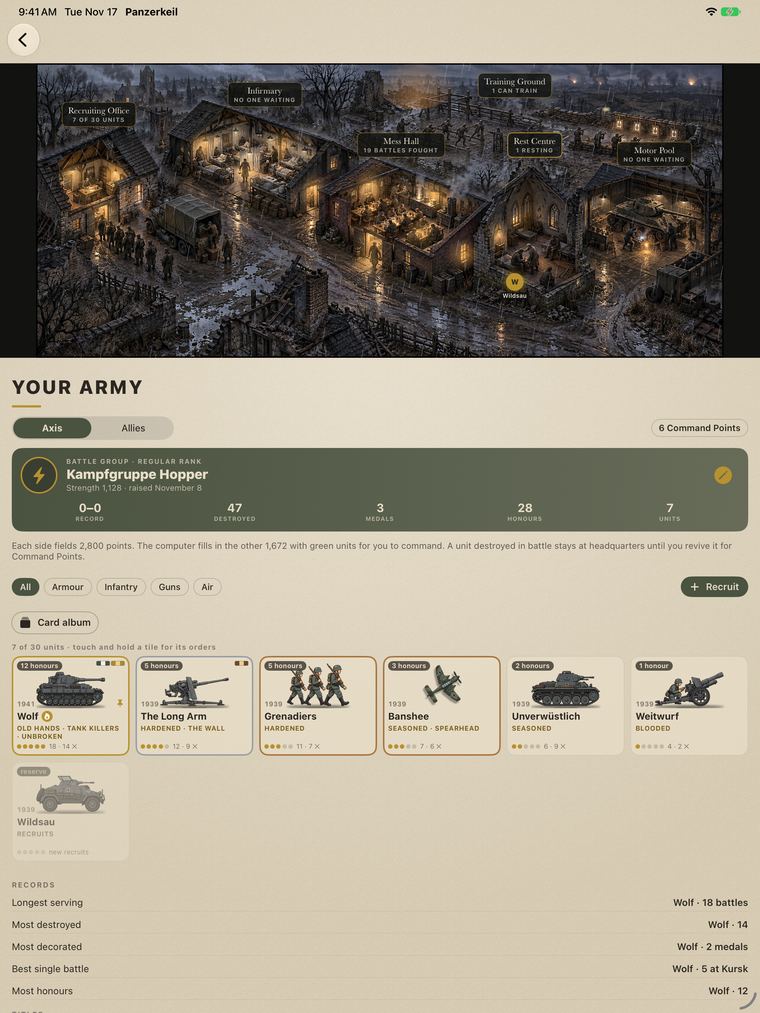 9:41 AM Tue Nov 17 Panzerkeil
Recruiting Office
7 OF 30 UNITS
Infirmary
NO ONE WAITING
Training Ground
1 CAN TRAIN
Mess Hall
19 BATTLES FOUGHT
Rest Centre
1 RESTING
Motor Pool
NO ONE WAITING
W
Wildsau
YOUR ARMY
Axis
Allies
6 Command Points
BATTLE GROUP · REGULAR RANK
Kampfgruppe Hopper
Strength 1,128 · raised November 8
0–0
RECORD
47
DESTROYED
3
MEDALS
28
HONOURS
7
UNITS
Each side fields 2,800 points. The computer fills in the other 1,672 with green units for you to command. A unit destroyed in battle stays at headquarters until you revive it for
Command Points.
All
Armour
Infantry
Guns
Air
+ Recruit
Card album
7 of 30 units · touch and hold a tile for its orders
12 honours
1941
Wolf
OLD HANDS · TANK KILLERS
· UNBROKEN
18 · 14 ×
5 honours
1939
The Long Arm
HARDENED · THE WALL
12 · 9 ×
5 honours
1939
Grenadiers
HARDENED
11 · 7 ×
3 honours
1939
Banshee
SEASONED · SPEARHEAD
7 · 6 ×
2 honours
1939
Unverwüstlich
SEASONED
6 · 9 ×
1 honour
1939
Weitwurf
BLOODED
4 · 2 ×
reserve
1939
Wildsau
RECRUITS
new recruits
RECORDS
Longest serving
Wolf · 18 battles
Most destroyed
Wolf · 14
Most decorated
Wolf · 2 medals
Best single battle
Wolf · 5 at Kursk
Most honours
Wolf · 12